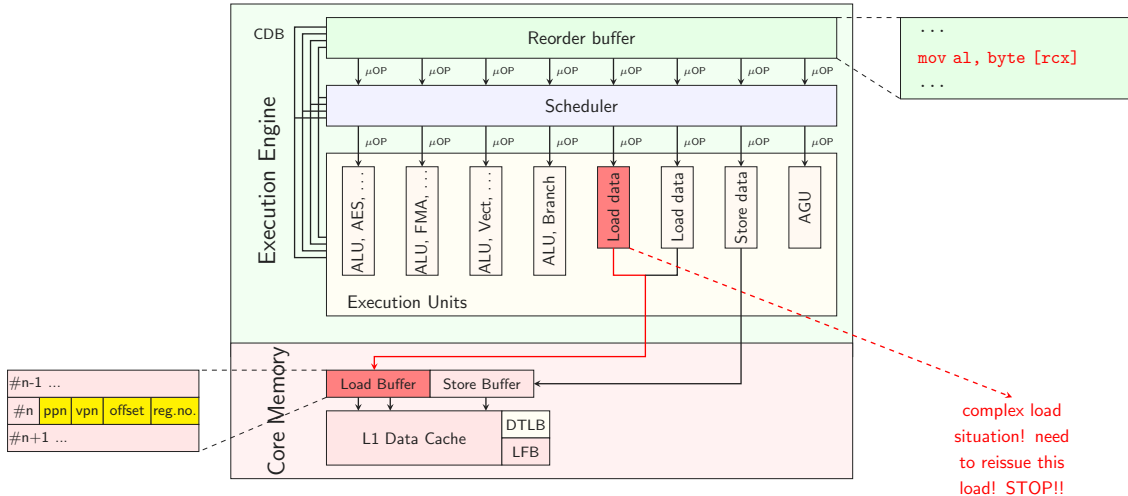 CDB
Reorder buffer
...
mov al, byte [rcx]
...
μOP μOP μOP μOP μOP μOP μOP μOP
Scheduler
μOP μOP μOP μOP μOP μOP μOP μOP
Execution Engine
ALU, AES, ...
ALU, FMA, ...
ALU, Vect, ...
ALU, Branch
Load data
Load data
Store data
AGU
Execution Units
Core Memory
#n-1 ...
#n ppn vpn offset reg.no.
#n+1 ...
Load Buffer Store Buffer
L1 Data Cache
DTLB
LFB
complex load
situation! need
to reissue this
load! STOP!!